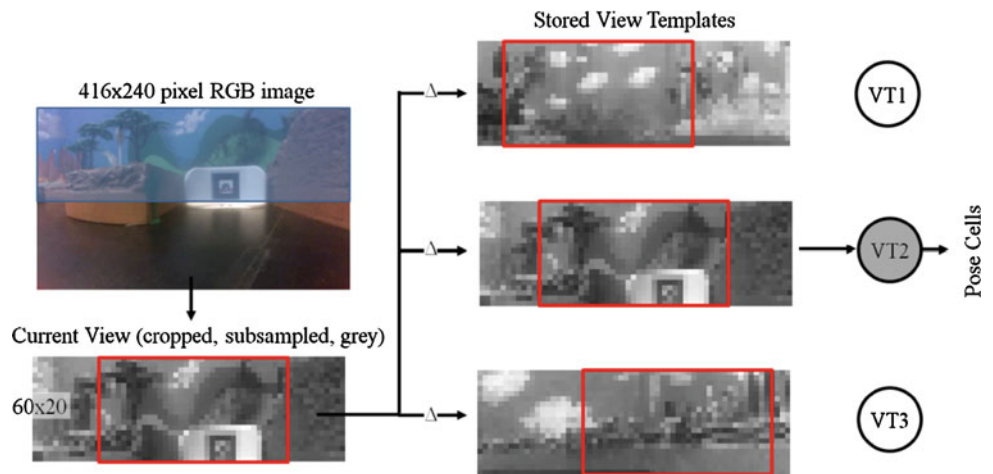 Stored View Templates
416x240 pixel RGB image
Δ
VT1
Δ
VT2
Pose Cells
Current View (cropped, subsampled, grey)
60x20
Δ
VT3